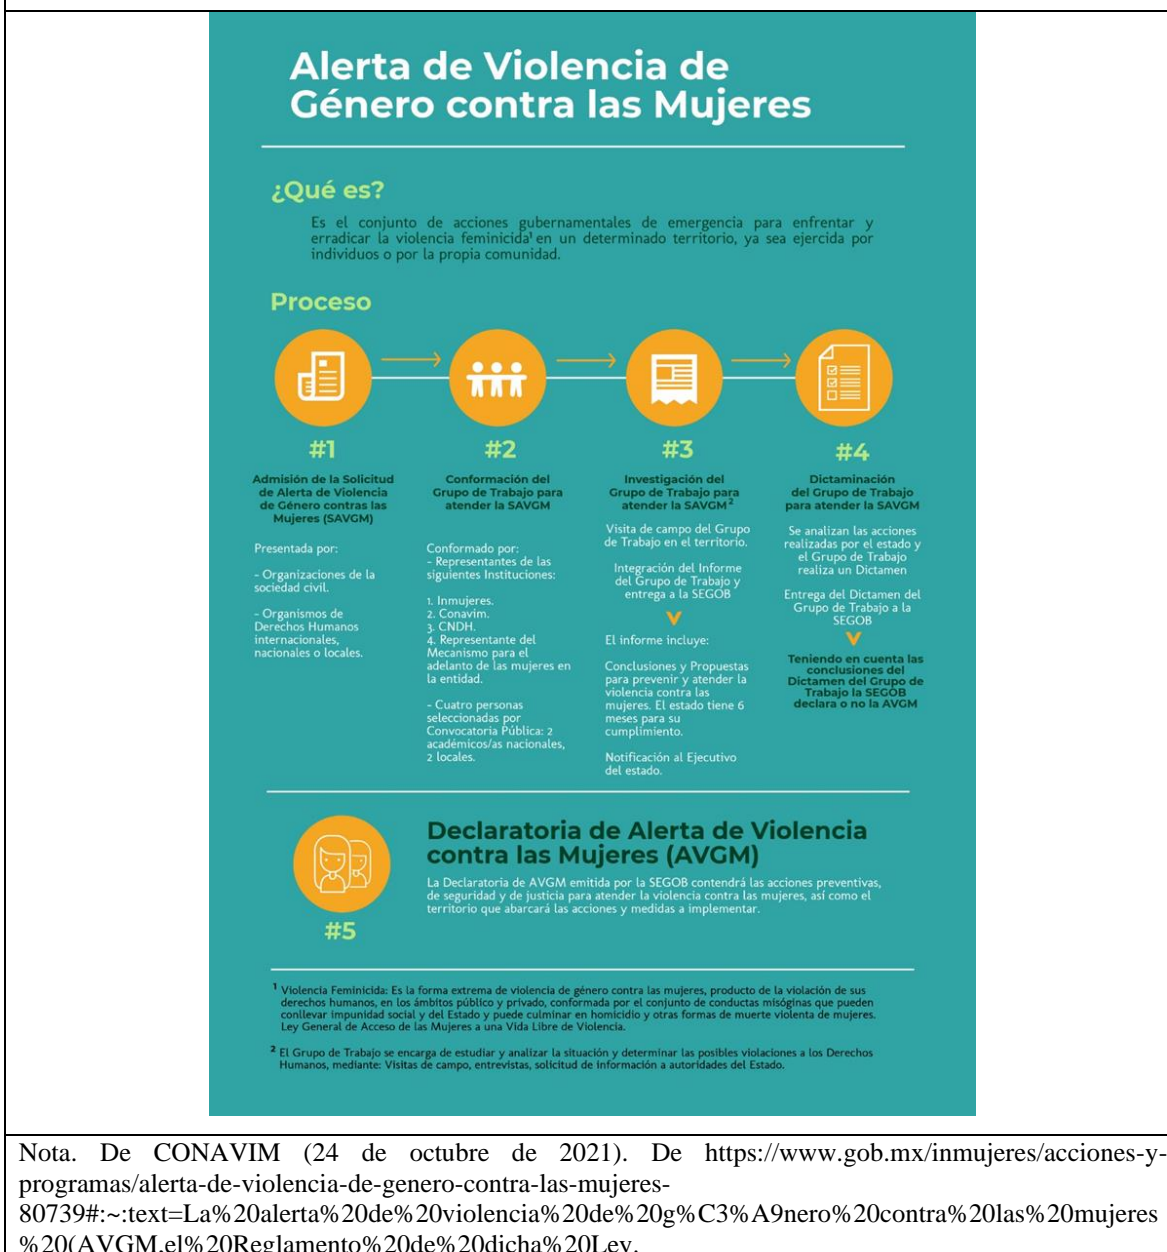 Alerta de Violencia de
Género contra las Mujeres
¿Qué es?
Es el conjunto de acciones gubernamentales de emergencia para enfrentar y
erradicar la violencia feminicida¹ en un determinado territorio, ya sea ejercida por
individuos o por la propia comunidad.
Proceso
#1
Admisión de la Solicitud
de Alerta de Violencia
de Género contras las
Mujeres (SAVGM)
Presentada por:
- Organizaciones de la
sociedad civil.
- Organismos de
Derechos Humanos
internacionales,
nacionales o locales.
#2
Conformación del
Grupo de Trabajo para
atender la SAVGM
Conformado por:
- Representantes de las
siguientes Instituciones:
1. Inmujeres.
2. Conavim.
3. CNDH.
4. Representante del
Mecanismo para el
adelanto de las mujeres en
la entidad.
- Cuatro personas
seleccionadas por
Convocatoria Pública: 2
académicos/as nacionales,
2 locales.
#3
Investigación del
Grupo de Trabajo para
atender la SAVGM²
Visita de campo del Grupo
de Trabajo en el territorio.
Integración del Informe
del Grupo de Trabajo y
entrega a la SEGOB
El informe incluye:
Conclusiones y Propuestas
para prevenir y atender la
violencia contra las
mujeres. El estado tiene 6
meses para su
cumplimiento.
Notificación al Ejecutivo
del estado.
#4
Dictaminación
del Grupo de Trabajo
para atender la SAVGM
Se analizan las acciones
realizadas por el estado y
el Grupo de Trabajo
realiza un Dictamen
Entrega del Dictamen del
Grupo de Trabajo a la
SEGOB
Teniendo en cuenta las
conclusiones del
Dictamen del Grupo de
Trabajo la SEGOB
declara o no la AVGM
#5
Declaratoria de Alerta de Violencia
contra las Mujeres (AVGM)
La Declaratoria de AVGM emitida por la SEGOB contendrá las acciones preventivas,
de seguridad y de justicia para atender la violencia contra las mujeres, así como el
territorio que abarcará las acciones y medidas a implementar.
¹ Violencia Feminicida: Es la forma extrema de violencia de género contra las mujeres, producto de la violación de sus
derechos humanos, en los ámbitos público y privado, conformada por el conjunto de conductas misóginas que pueden
conllevar impunidad social y del Estado y puede culminar en homicidio y otras formas de muerte violenta de mujeres.
Ley General de Acceso de las Mujeres a una Vida Libre de Violencia.
² El Grupo de Trabajo se encarga de estudiar y analizar la situación y determinar las posibles violaciones a los Derechos
Humanos, mediante: Visitas de campo, entrevistas, solicitud de información a autoridades del Estado.
Nota. De CONAVIM (24 de octubre de 2021). De https://www.gob.mx/inmujeres/acciones-y-
programas/alerta-de-violencia-de-genero-contra-las-mujeres-
80739#:~:text=La%20alerta%20de%20violencia%20de%20g%C3%A9nero%20contra%20las%20mujeres
%20(AVGM,el%20Reglamento%20de%20dicha%20Ley.